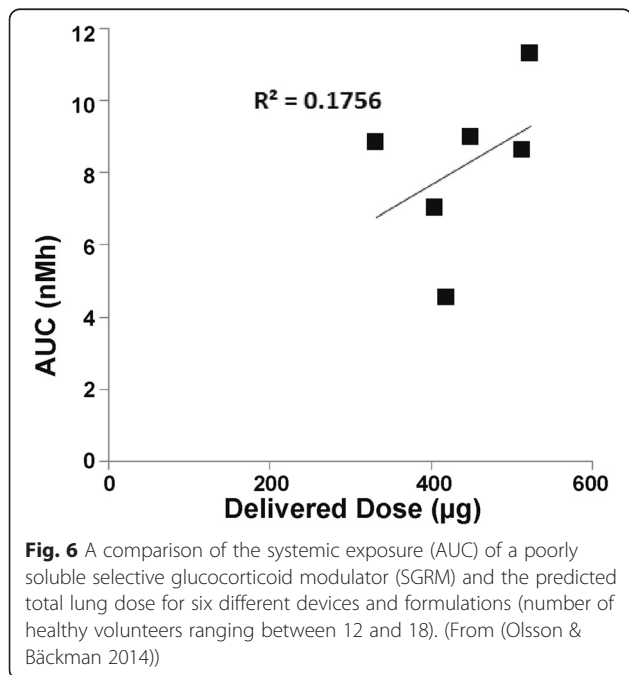 12
10
8
6
4
2
0
AUC (nMh)
R² = 0.1756
0
200
400
600
Delivered Dose (µg)
Fig. 6 A comparison of the systemic exposure (AUC) of a poorly
soluble selective glucocorticoid modulator (SGRM) and the predicted
total lung dose for six different devices and formulations (number of
healthy volunteers ranging between 12 and 18). (From (Olsson &
Bäckman 2014))